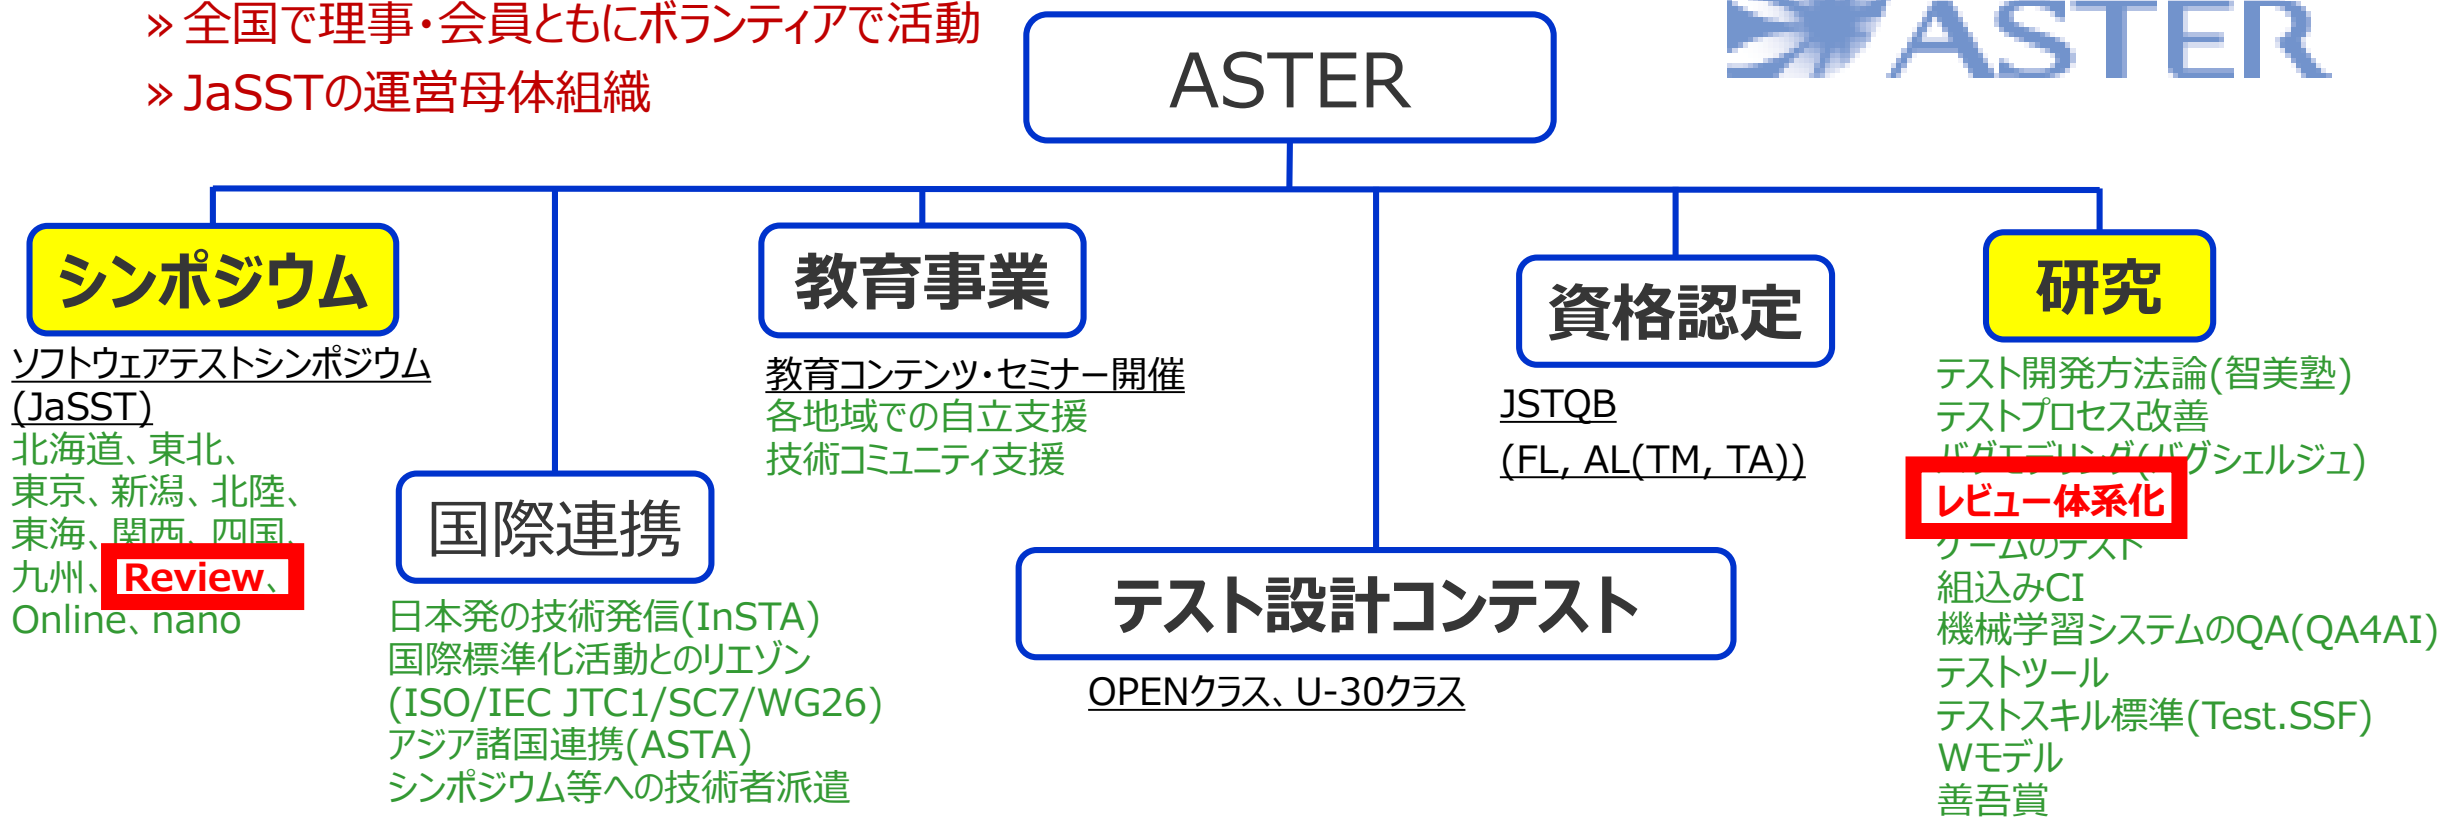 » 全国で理事・会員ともにボランティアで活動
» JaSSTの運営母体組織
ASTER
ASTER
シンポジウム
ソフトウェアテストシンポジウム
(JaSST)
北海道、東北、
東京、新潟、北陸、
東海、関西、四国、
九州、Review、
Online、nano
国際連携
日本発の技術発信(InSTA)
国際標準化活動とのリエゾン
(ISO/IEC JTC1/SC7/WG26)
アジア諸国連携(ASTA)
シンポジウム等への技術者派遣
教育事業
教育コンテンツ・セミナー開催
各地域での自立支援
技術コミュニティ支援
テスト設計コンテスト
OPENクラス、U-30クラス
資格認定
JSTQB
(FL, AL(TM, TA))
研究
テスト開発方法論(智美塾)
テストプロセス改善
バグモデリング(バグシェルジュ)
レビュー体系化
ゲームのテスト
組込みCI
機械学習システムのQA(QA4AI)
テストツール
テストスキル標準(Test.SSF)
Wモデル
善吾賞